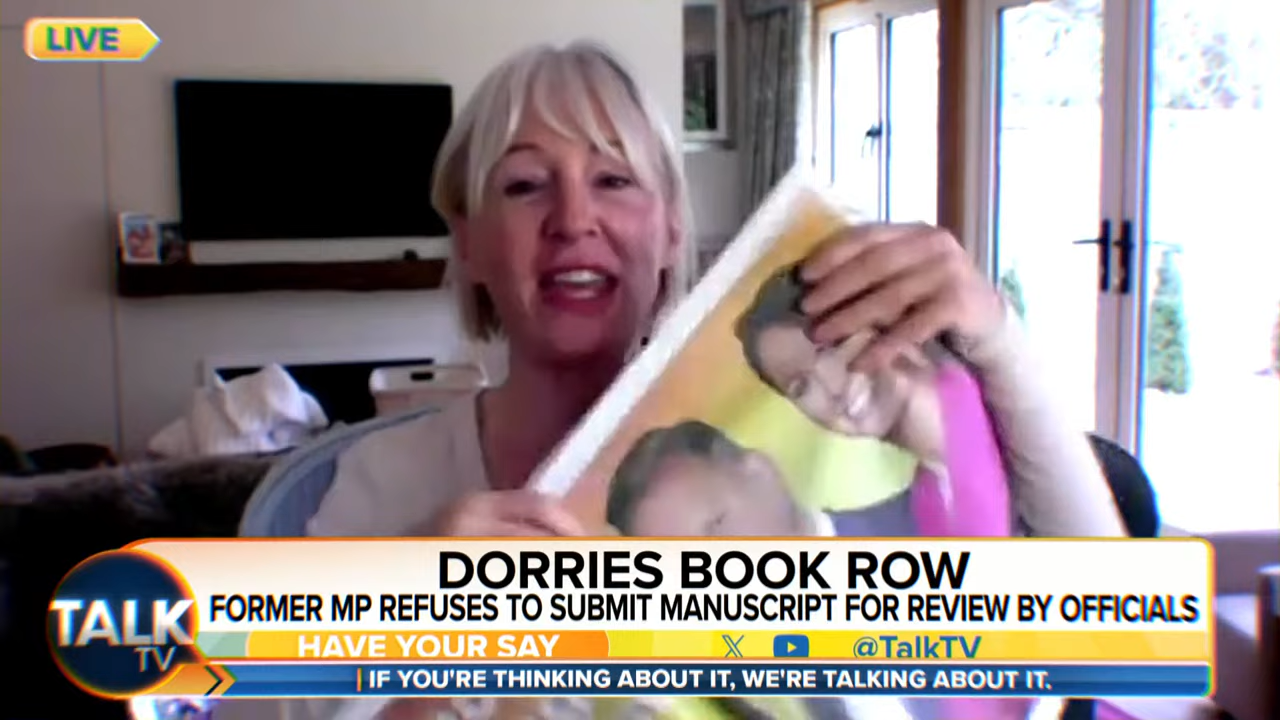 LIVE
DORRIES BOOK ROW
FORMER MP REFUSES TO SUBMIT MANUSCRIPT FOR REVIEW BY OFFICIALS
TALK TV
HAVE YOUR SAY
@TalkTV
IF YOU'RE THINKING ABOUT IT, WE'RE TALKING ABOUT IT.